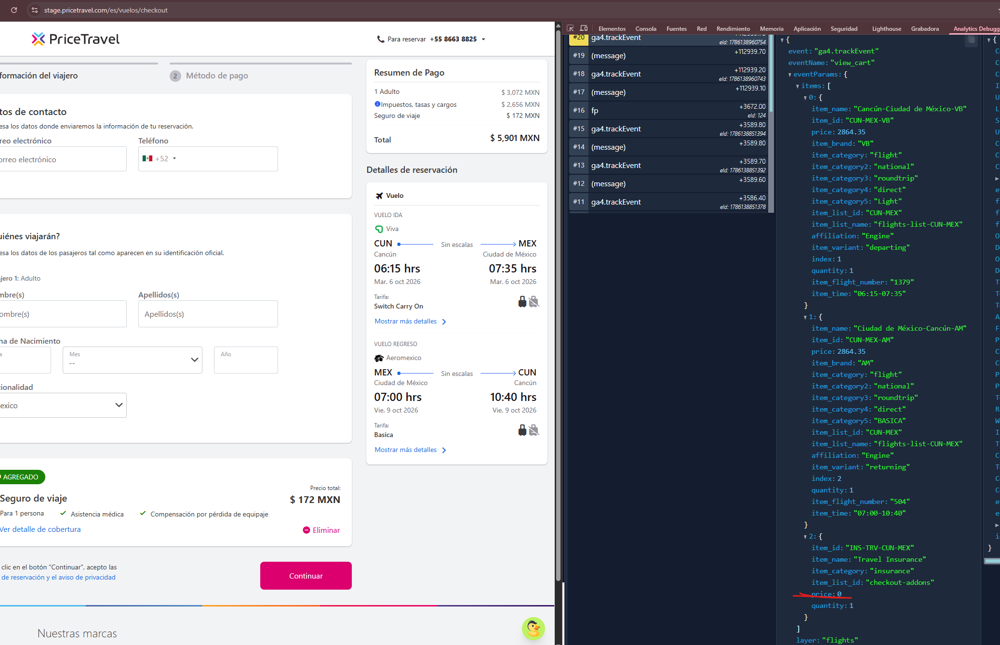 stage.pricetravel.com/es/vuelos/checkout
PriceTravel
Para reservar +55 8663 8825
formación del viajero
2 Método de pago
tos de contacto
esa los datos donde enviaremos la información de tu reservación.
reo electrónico
Teléfono
orreo electrónico
+52
uiénes viajarán?
esa los datos de los pasajeros tal como aparecen en su identificación oficial.
ajero 1: Adulto
mbre(s)
Apellidos(s)
ombre(s)
Apellidos(s)
ha de Nacimiento
a
Mes
--
Año
cionalidad
exico
AGREGADO
Seguro de viaje
Para 1 persona
Asistencia médica
Compensación por pérdida de equipaje
Ver detalle de cobertura
Precio total:
$ 172 MXN
Eliminar
clic en el botón "Continuar", acepto las
de reservación y el aviso de privacidad
Continuar
Nuestras marcas
Resumen de Pago
1 Adulto $ 3,072 MXN
Impuestos, tasas y cargos $ 2,656 MXN
Seguro de viaje $ 172 MXN
Total $ 5,901 MXN
Detalles de reservación
Vuelo
VUELO IDA
Viva
CUN Sin escalas MEX
Cancún Ciudad de México
06:15 hrs 07:35 hrs
Mar. 6 oct 2026 Mar. 6 oct 2026
Tarifa:
Switch Carry On
Mostrar más detalles
VUELO REGRESO
Aeromexico
MEX Sin escalas CUN
Ciudad de México Cancún
07:00 hrs 10:40 hrs
Vie. 9 oct 2026 Vie. 9 oct 2026
Tarifa:
Basica
Mostrar más detalles
Elementos Consola Fuentes Red Rendimiento Memoria Aplicación Seguridad Lighthouse Grabadora Analytics Debugg
#20 ga4.trackEvent +112939.70
eId: 1786138960754
#19 (message) +112939.70
#18 ga4.trackEvent +112939.20
eId: 1786138960743
#17 (message) +112939.10
#16 fp +3672.00
eId: 124
#15 ga4.trackEvent +3589.80
eId: 1786138851394
#14 (message) +3589.80
#13 ga4.trackEvent +3589.70
eId: 1786138851392
#12 (message) +3589.60
#11 ga4.trackEvent +3586.40
eId: 1786138851378
{
event: "ga4.trackEvent"
eventName: "view_cart"
eventParams: {
items: [
0: {
item_name: "Cancún-Ciudad de México-VB"
item_id: "CUN-MEX-VB"
price: 2864.35
item_brand: "VB"
item_category: "flight"
item_category2: "national"
item_category3: "roundtrip"
item_category4: "direct"
item_category5: "Light"
item_list_id: "CUN-MEX"
item_list_name: "flights-list-CUN-MEX"
affiliation: "Engine"
item_variant: "departing"
index: 1
quantity: 1
item_flight_number: "1379"
item_time: "06:15-07:35"
}
1: {
item_name: "Ciudad de México-Cancún-AM"
item_id: "CUN-MEX-AM"
price: 2864.35
item_brand: "AM"
item_category: "flight"
item_category2: "national"
item_category3: "roundtrip"
item_category4: "direct"
item_category5: "BASICA"
item_list_id: "CUN-MEX"
item_list_name: "flights-list-CUN-MEX"
affiliation: "Engine"
item_variant: "returning"
index: 2
quantity: 1
item_flight_number: "504"
item_time: "07:00-10:40"
}
2: {
item_id: "INS-TRV-CUN-MEX"
item_name: "Travel Insurance"
item_category: "insurance"
item_list_id: "checkout-addons"
price: 0
quantity: 1
}
]
layer: "flights"
{
}